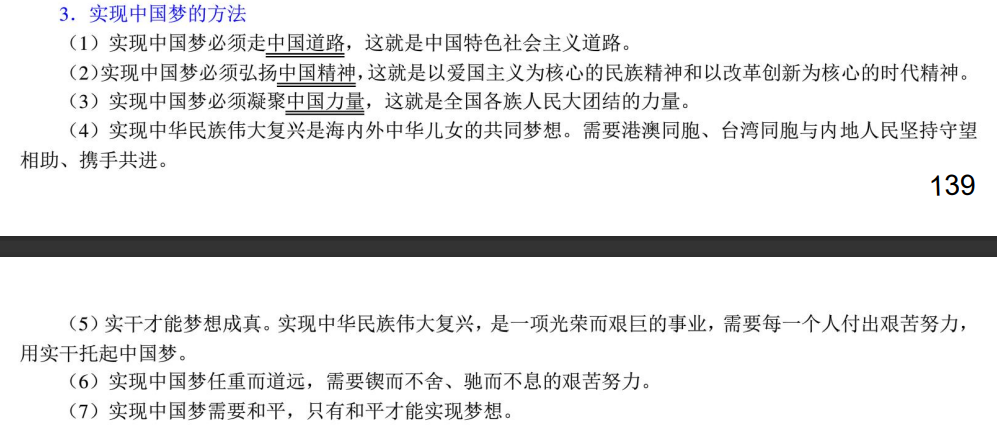 3．实现中国梦的方法
（1）实现中国梦必须走中国道路，这就是中国特色社会主义道路。
（2)实现中国梦必须弘扬中国精神，这就是以爱国主义为核心的民族精神和以改革创新为核心的时代精神。
（3）实现中国梦必须凝聚中国力量，这就是全国各族人民大团结的力量。
（4）实现中华民族伟大复兴是海内外中华儿女的共同梦想。需要港澳同胞、台湾同胞与内地人民坚持守望
相助、携手共进。
139
（5）实干才能梦想成真。实现中华民族伟大复兴，是一项光荣而艰巨的事业，需要每一个人付出艰苦努力，
用实干托起中国梦。
（6）实现中国梦任重而道远，需要锲而不舍、驰而不息的艰苦努力。
（7）实现中国梦需要和平，只有和平才能实现梦想。